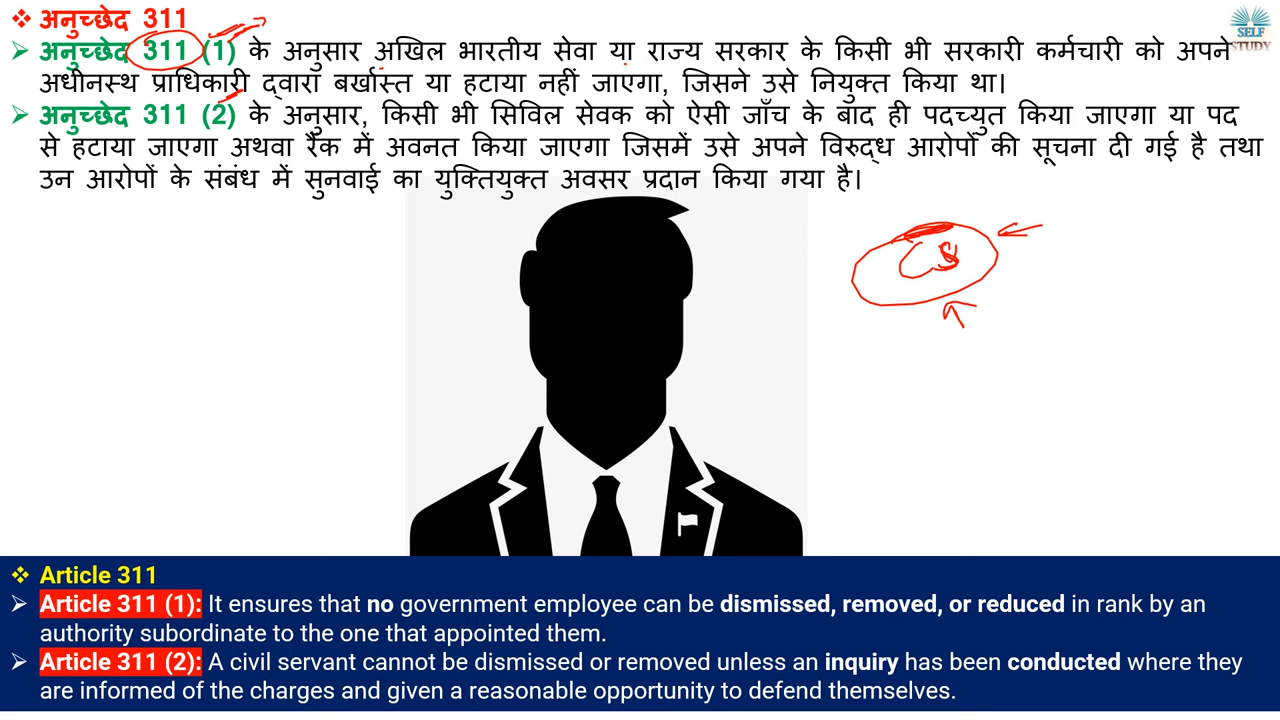 ❖ अनुच्छेद 311
SELF
STUDY
➢ अनुच्छेद 311 (1) के अनुसार अखिल भारतीय सेवा या राज्य सरकार के किसी भी सरकारी कर्मचारी को अपने
अधीनस्थ प्राधिकारी द्वारा बर्खास्त या हटाया नहीं जाएगा, जिसने उसे नियुक्त किया था।
➢ अनुच्छेद 311 (2) के अनुसार, किसी भी सिविल सेवक को ऐसी जाँच के बाद ही पदच्युत किया जाएगा या पद
से हटाया जाएगा अथवा रैंक में अवनत किया जाएगा जिसमें उसे अपने विरुद्ध आरोपों की सूचना दी गई है तथा
उन आरोपों के संबंध में सुनवाई का युक्तियुक्त अवसर प्रदान किया गया है।
CS
❖ Article 311
➢ Article 311 (1): It ensures that no government employee can be dismissed, removed, or reduced in rank by an
authority subordinate to the one that appointed them.
➢ Article 311 (2): A civil servant cannot be dismissed or removed unless an inquiry has been conducted where they
are informed of the charges and given a reasonable opportunity to defend themselves.